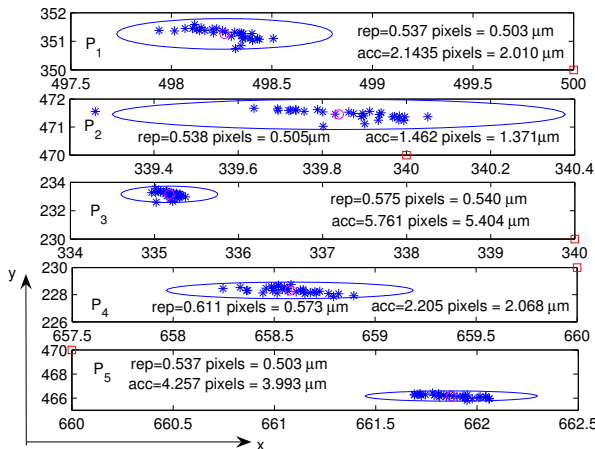 352
351
350
P1
rep=0.537 pixels = 0.503 µm
acc=2.1435 pixels = 2.010 µm
497.5 498 498.5 499 499.5 500
472
471
470
P2
rep=0.538 pixels = 0.505µm
acc=1.462 pixels = 1.371µm
339.4 339.6 339.8 340 340.2 340.4
234
232
230
P3
rep=0.575 pixels = 0.540 µm
acc=5.761 pixels = 5.404 µm
334 335 336 337 338 339 340
y
230
228
226
P4
rep=0.611 pixels = 0.573 µm
acc=2.205 pixels = 2.068 µm
657.5 658 658.5 659 659.5 660
470
468
466
P5
rep=0.537 pixels = 0.503 µm
acc=4.257 pixels = 3.993 µm
660 660.5 661 661.5 662 662.5
x